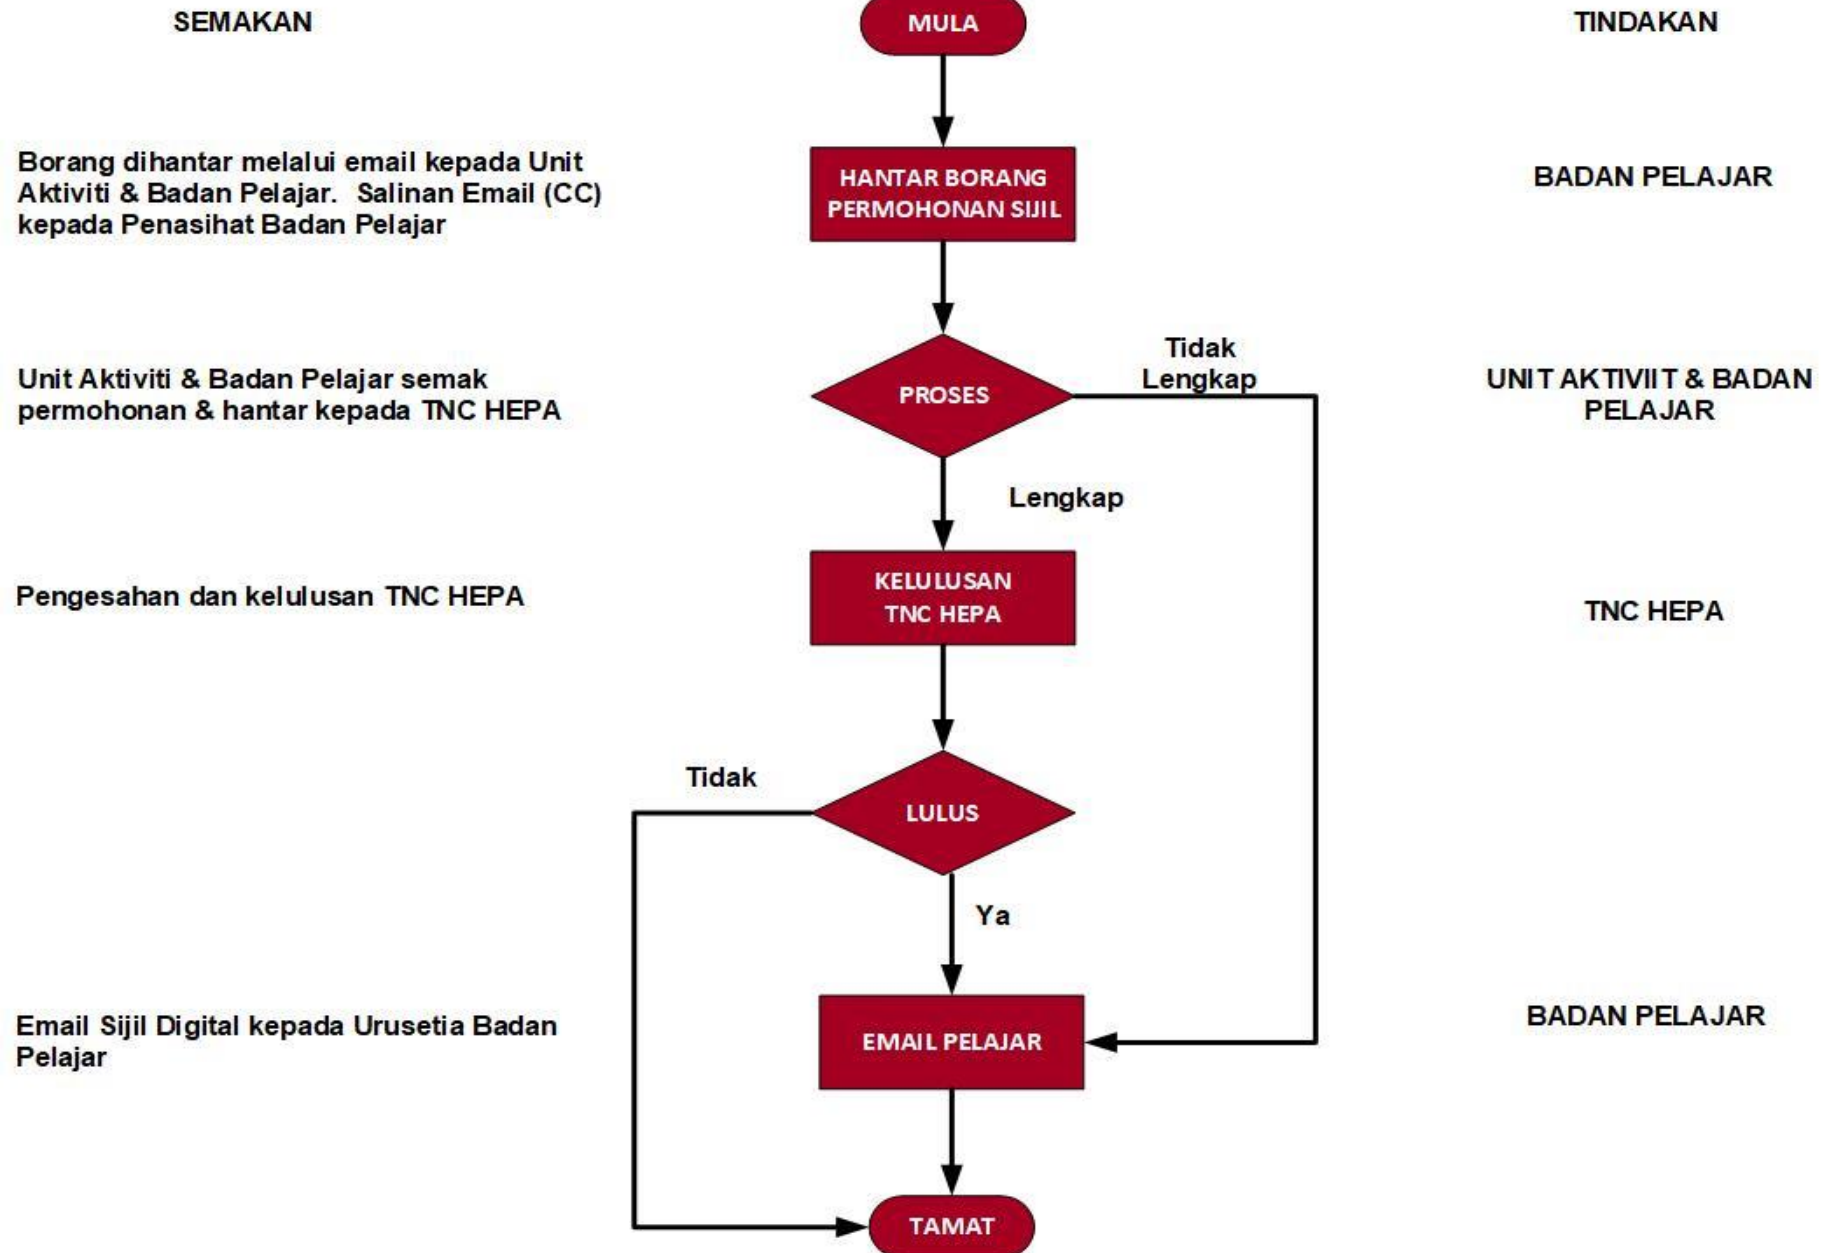 SEMAKAN
MULA
TINDAKAN
Borang dihantar melalui email kepada Unit
Aktiviti & Badan Pelajar. Salinan Email (CC)
kepada Penasihat Badan Pelajar
HANTAR BORANG
PERMOHONAN SIJIL
BADAN PELAJAR
Unit Aktiviti & Badan Pelajar semak
permohonan & hantar kepada TNC HEPA
PROSES
Tidak
Lengkap
UNIT AKTIVIIT & BADAN
PELAJAR
Lengkap
Pengesahan dan kelulusan TNC HEPA
KELULUSAN
TNC HEPA
TNC HEPA
Tidak
LULUS
Ya
Email Sijil Digital kepada Urusetia Badan
Pelajar
EMAIL PELAJAR
BADAN PELAJAR
TAMAT